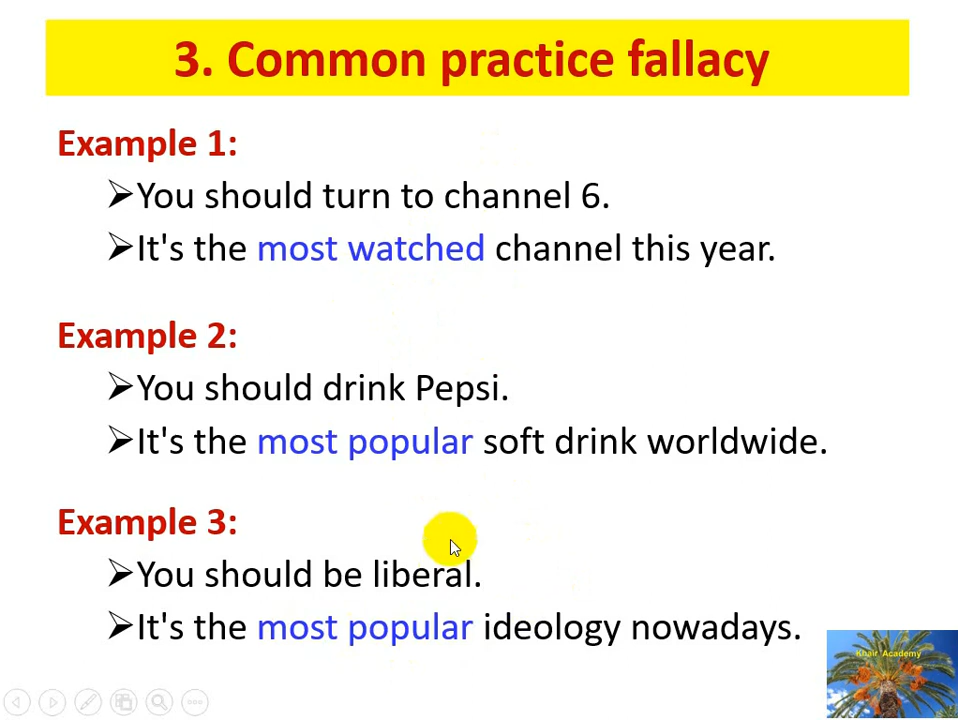 3. Common practice fallacy
Example 1:
➢You should turn to channel 6.
➢It's the most watched channel this year.
Example 2:
➢You should drink Pepsi.
➢It's the most popular soft drink worldwide.
Example 3:
➢You should be liberal.
➢It's the most popular ideology nowadays.
Khair Academy